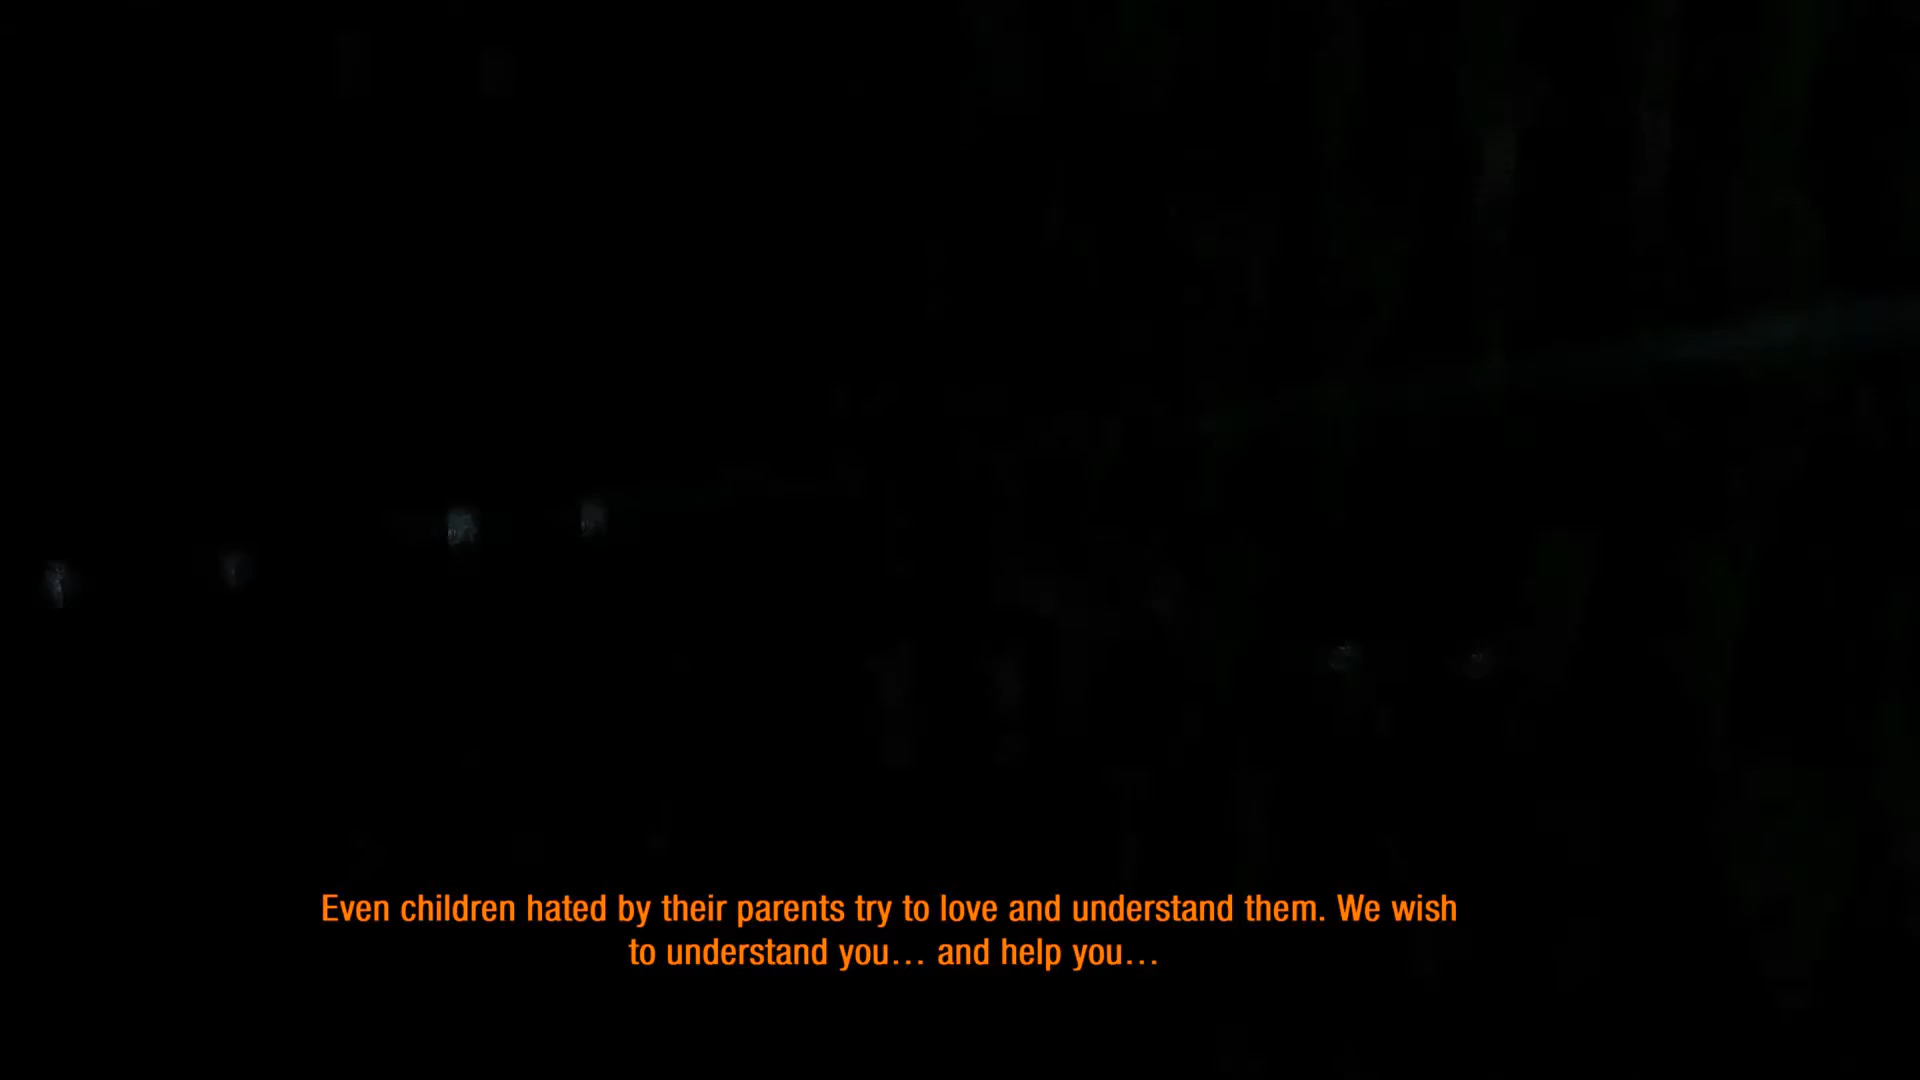 Even children hated by their parents try to love and understand them. We wish
to understand you… and help you…